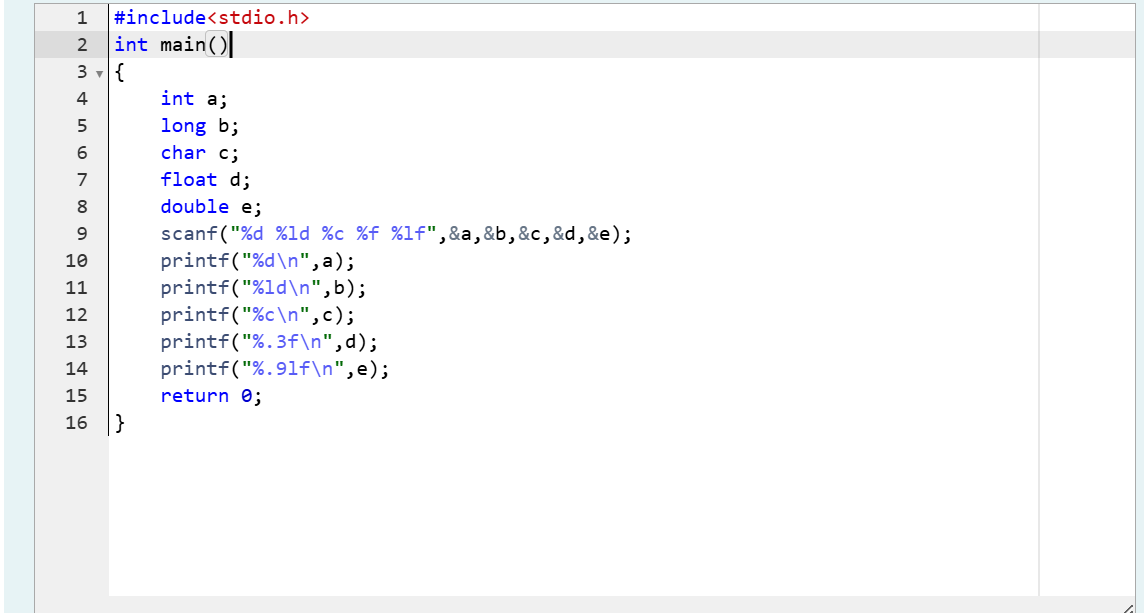 1 #include<stdio.h>
2 int main()
3 {
4     int a;
5     long b;
6     char c;
7     float d;
8     double e;
9     scanf("%d %ld %c %f %lf",&a,&b,&c,&d,&e);
10     printf("%d\n",a);
11     printf("%ld\n",b);
12     printf("%c\n",c);
13     printf("%.3f\n",d);
14     printf("%.9lf\n",e);
15     return 0;
16 }